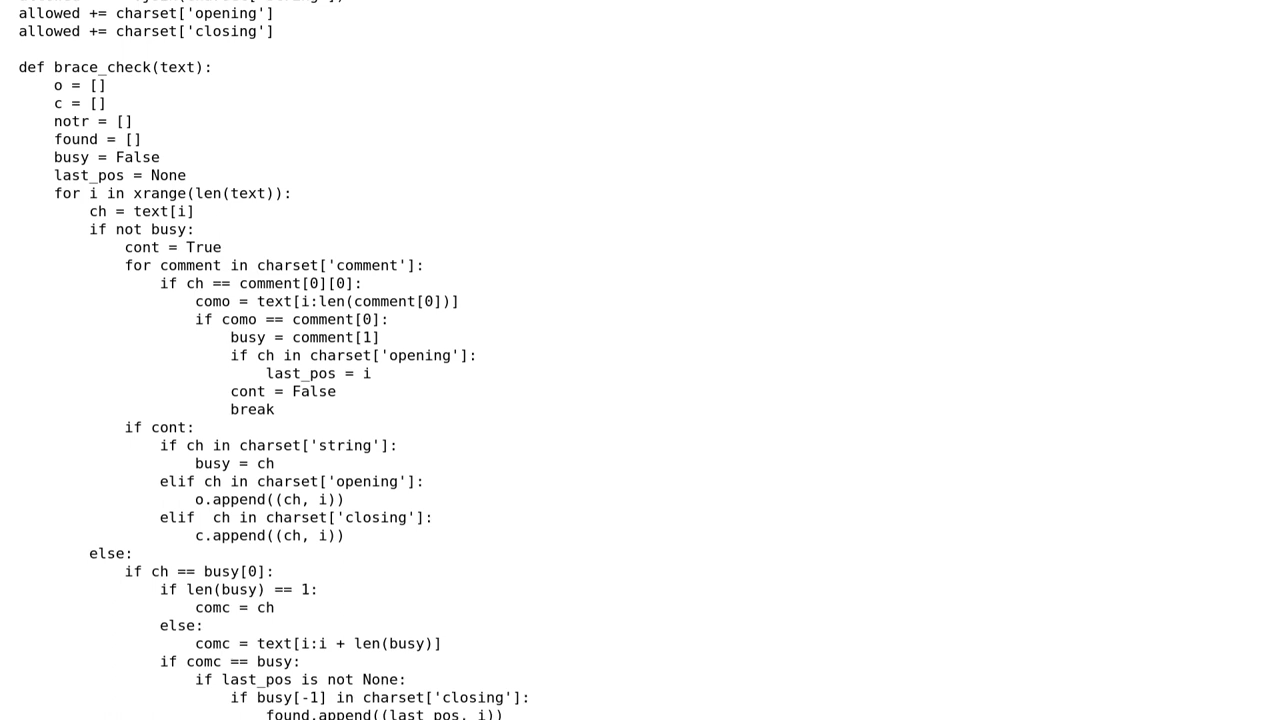 allowed += charset['opening']
allowed += charset['closing']

def brace_check(text):
    o = []
    c = []
    notr = []
    found = []
    busy = False
    last_pos = None
    for i in xrange(len(text)):
        ch = text[i]
        if not busy:
            cont = True
            for comment in charset['comment']:
                if ch == comment[0][0]:
                    como = text[i:len(comment[0])]
                    if como == comment[0]:
                        busy = comment[1]
                        if ch in charset['opening']:
                            last_pos = i
                        cont = False
                        break
            if cont:
                if ch in charset['string']:
                    busy = ch
                elif ch in charset['opening']:
                    o.append((ch, i))
                elif  ch in charset['closing']:
                    c.append((ch, i))
        else:
            if ch == busy[0]:
                if len(busy) == 1:
                    comc = ch
                else:
                    comc = text[i:i + len(busy)]
                if comc == busy:
                    if last_pos is not None:
                        if busy[-1] in charset['closing']:
                            found.append((last_pos, i))